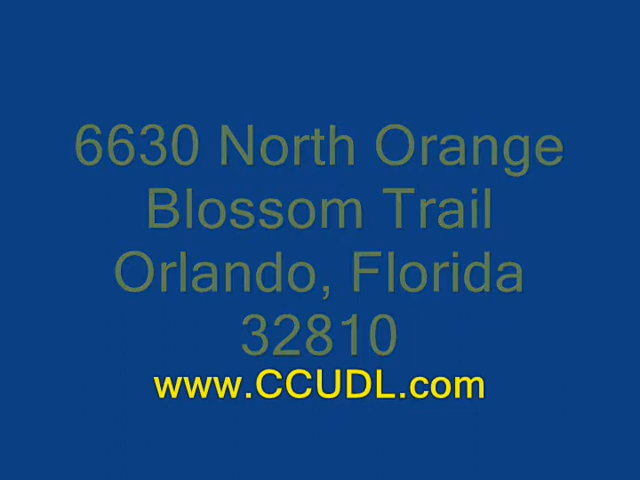 6630 North Orange
Blossom Trail
Orlando, Florida
32810
www.CCUDL.com